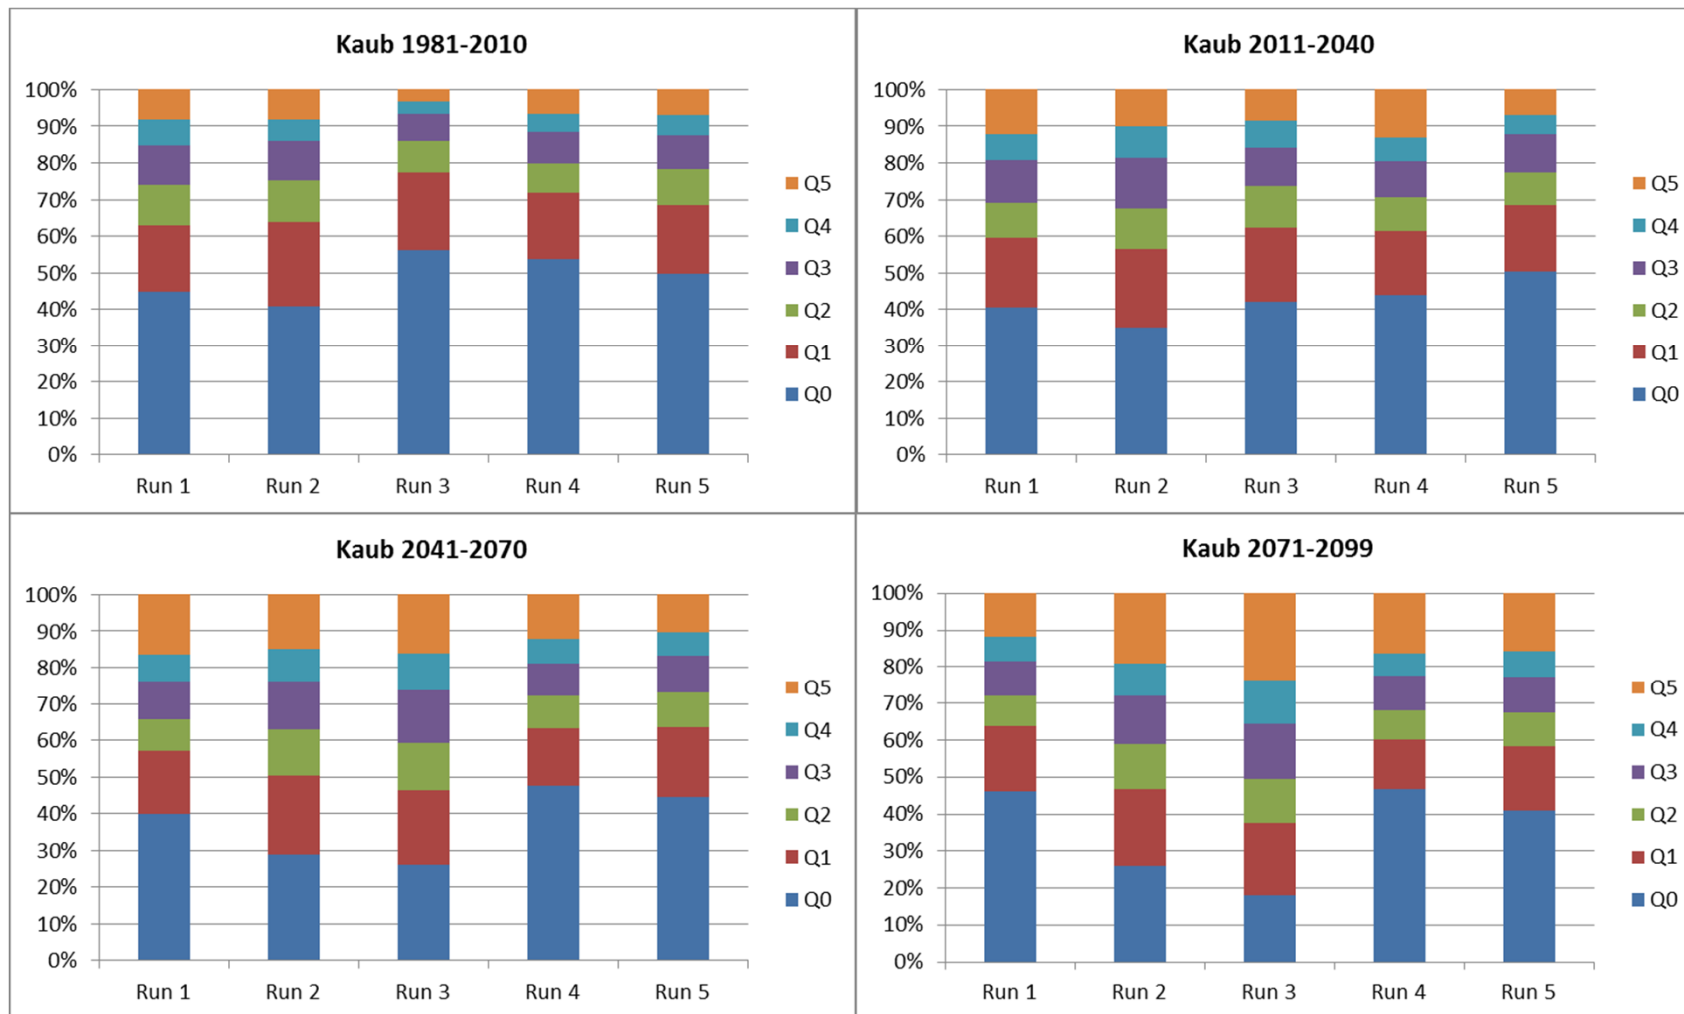 Kaub 1981-2010
100%
90%
80%
70%
60%
50%
40%
30%
20%
10%
0%
Run 1 Run 2 Run 3 Run 4 Run 5
Q5
Q4
Q3
Q2
Q1
Q0
Kaub 2011-2040
100%
90%
80%
70%
60%
50%
40%
30%
20%
10%
0%
Run 1 Run 2 Run 3 Run 4 Run 5
Q5
Q4
Q3
Q2
Q1
Q0
Kaub 2041-2070
100%
90%
80%
70%
60%
50%
40%
30%
20%
10%
0%
Run 1 Run 2 Run 3 Run 4 Run 5
Q5
Q4
Q3
Q2
Q1
Q0
Kaub 2071-2099
100%
90%
80%
70%
60%
50%
40%
30%
20%
10%
0%
Run 1 Run 2 Run 3 Run 4 Run 5
Q5
Q4
Q3
Q2
Q1
Q0